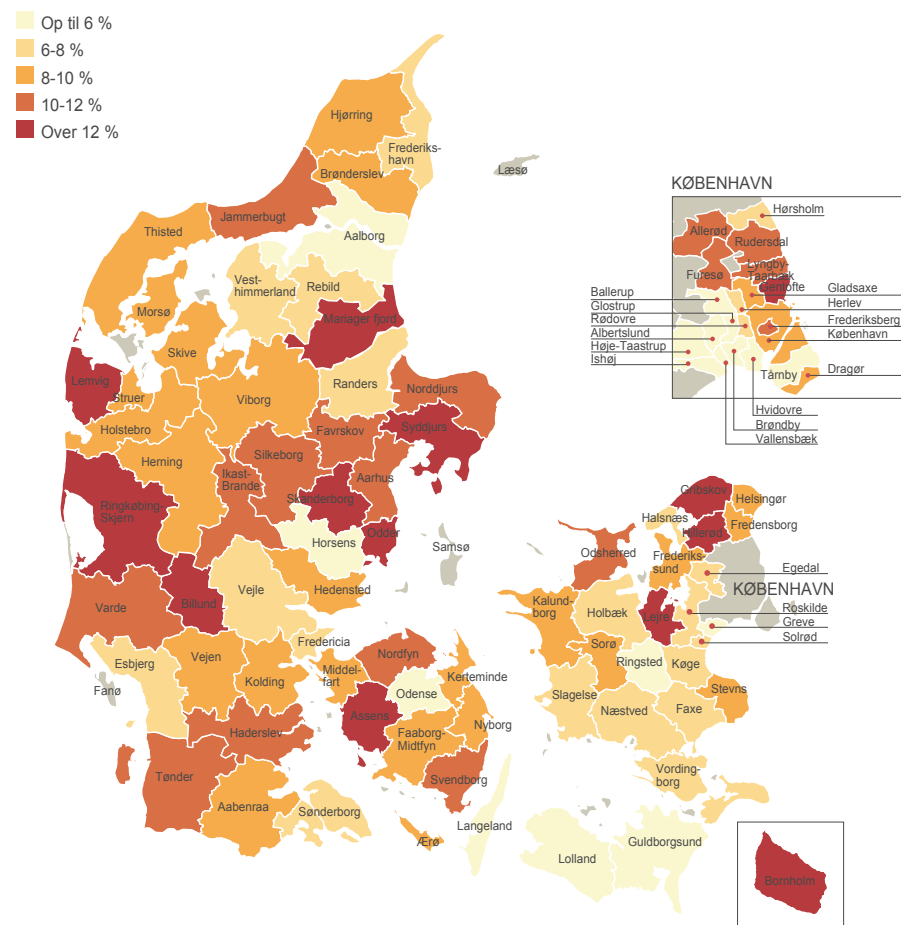 Op til 6 %
6-8 %
8-10 %
10-12 %
Over 12 %
Hjørring
Frederiks-
havn
Brønderslev
Læsø
Jammerbugt
Thisted
Aalborg
Vest-
himmerland
Rebild
Morsø
Mariager fjord
Skive
Lemvig
Struer
Randers
Norddjurs
Viborg
Holstebro
Favrskov
Syddjurs
Silkeborg
Herning
Ikast-
Brande
Aarhus
Skanderborg
Ringkøbing-
Skjern
Odder
Horsens
Samsø
Hedensted
Billund
Vejle
Varde
Fredericia
Esbjerg
Vejen
Nordfyn
Middel-
fart
Kerteminde
Kolding
Fanø
Odense
Assens
Nyborg
Haderslev
Faaborg-
Midtfyn
Tønder
Svendborg
Aabenraa
Sønderborg
Langeland
Ærø
KØBENHAVN
Hørsholm
Allerød
Rudersdal
Lyngby-
Taarbæk
Furesø
Gentofte
Ballerup
Glostrup
Rødovre
Albertslund
Høje-Taastrup
Ishøj
Gladsaxe
Herlev
Frederiksberg
København
Dragør
Tårnby
Hvidovre
Brøndby
Vallensbæk
Gribskov
Helsingør
Halsnæs
Hillerød
Fredensborg
Odsherred
Frederiks-
sund
Egedal
KØBENHAVN
Kalund-
borg
Holbæk
Lejre
Roskilde
Greve
Solrød
Sorø
Ringsted
Køge
Slagelse
Stevns
Næstved
Faxe
Vording-
borg
Guldborgsund
Lolland
Bornholm